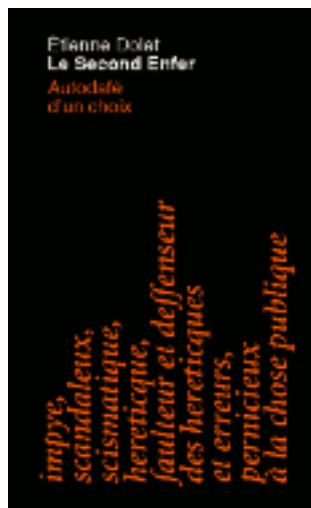 Étienne Dolet
Le Second Enfer
Autodafé
d'un choix
impye,
scandaleux,
scismatique,
hereticque,
faulteur et deffenseur
des hereticques
et erreurs,
pernicieux
à la chose publique